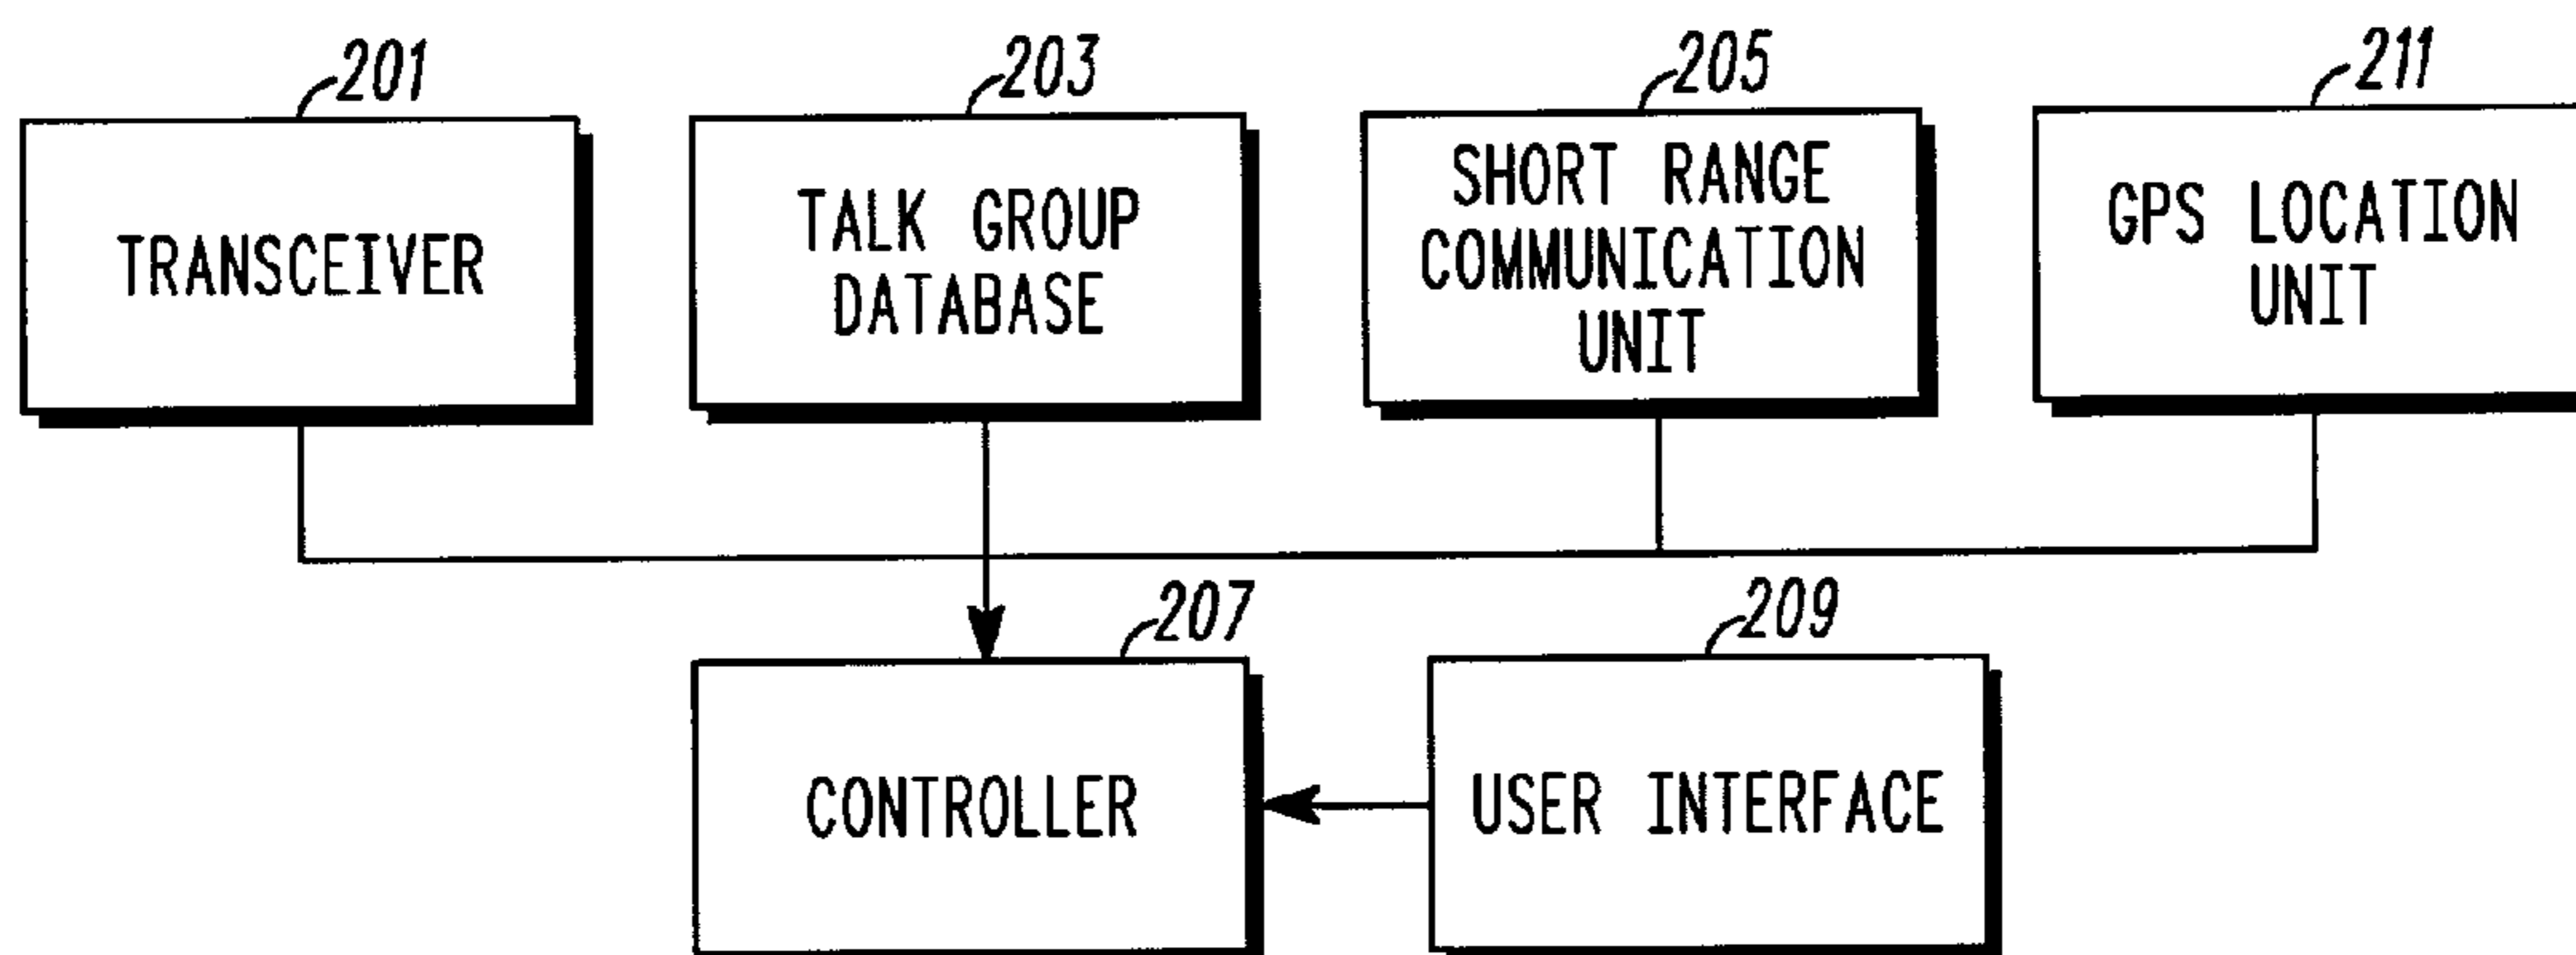 201
203
205
211
TRANSCEIVER
TALK GROUP
DATABASE
SHORT RANGE
COMMUNICATION
UNIT
GPS LOCATION
UNIT
207
209
CONTROLLER
USER INTERFACE